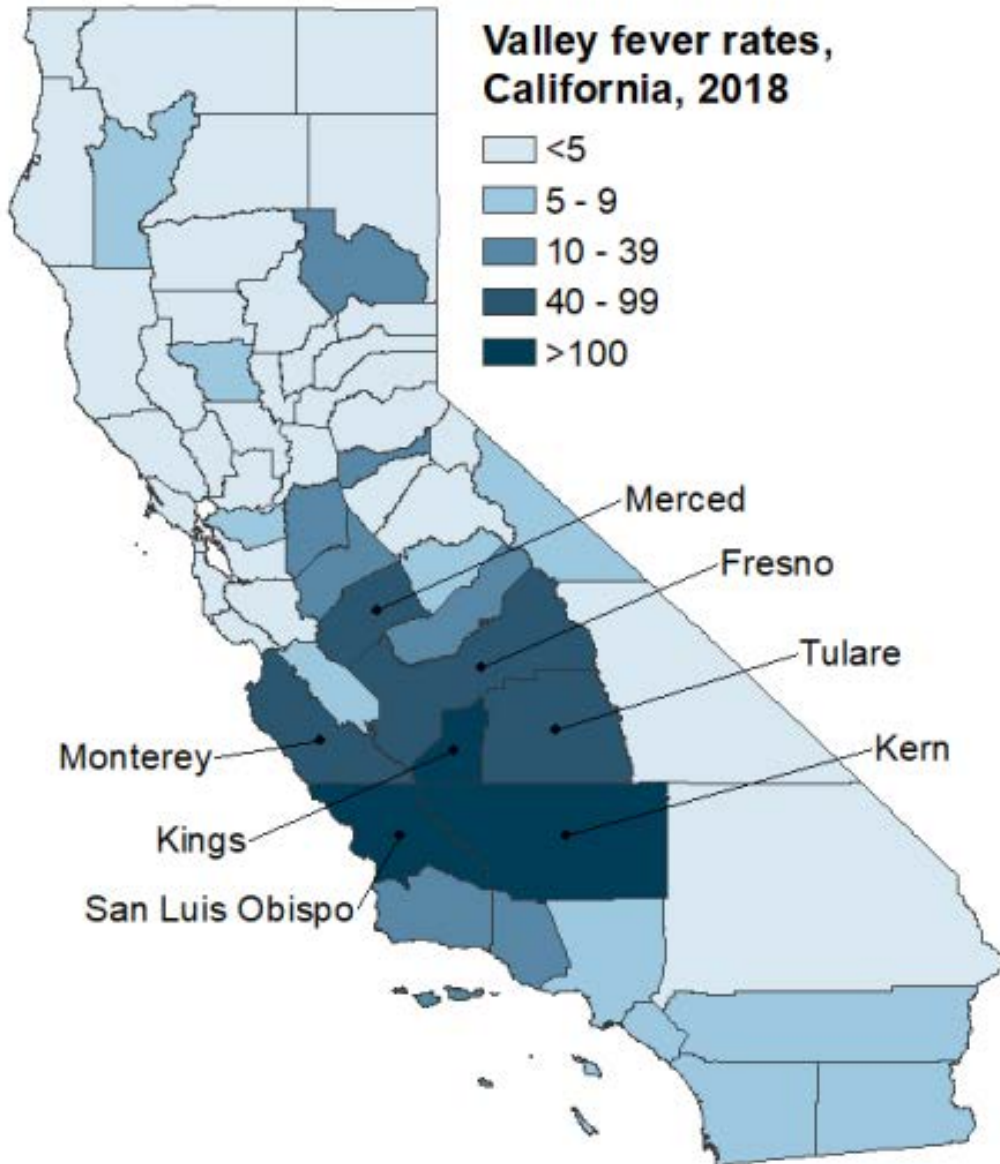 Valley fever rates,
California, 2018
<5
5 - 9
10 - 39
40 - 99
>100
Merced
Fresno
Tulare
Kern
Monterey
Kings
San Luis Obispo